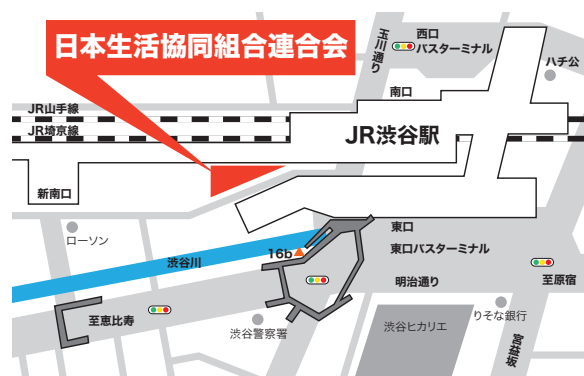 日本生活協同組合連合会
玉川通り
西口
バスターミナル
ハチ公
南口
JR山手線
JR埼京線
JR渋谷駅
新南口
ローソン
渋谷川
16b
東口
東口バスターミナル
明治通り
至原宿
至恵比寿
渋谷警察署
渋谷ヒカリエ
りそな銀行
宮益坂